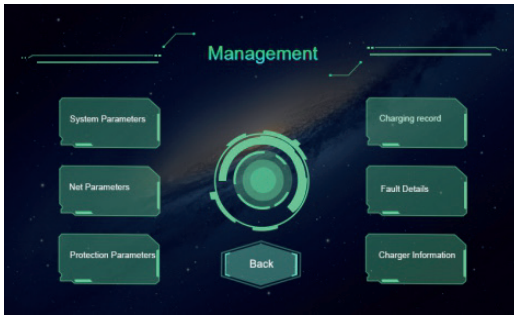 Management
System Parameters
Charging record
Net Parameters
Fault Details
Protection Parameters
Charger Information
Back